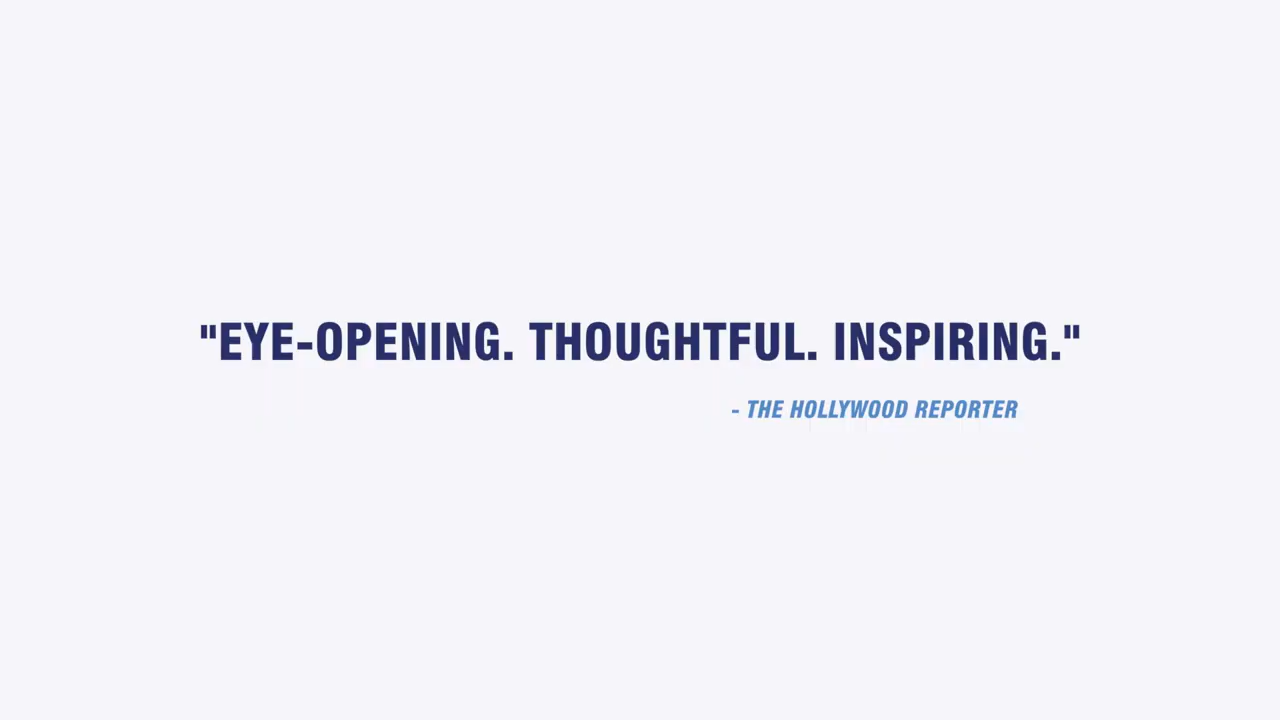 "EYE-OPENING. THOUGHTFUL. INSPIRING."
- THE HOLLYWOOD REPORTER